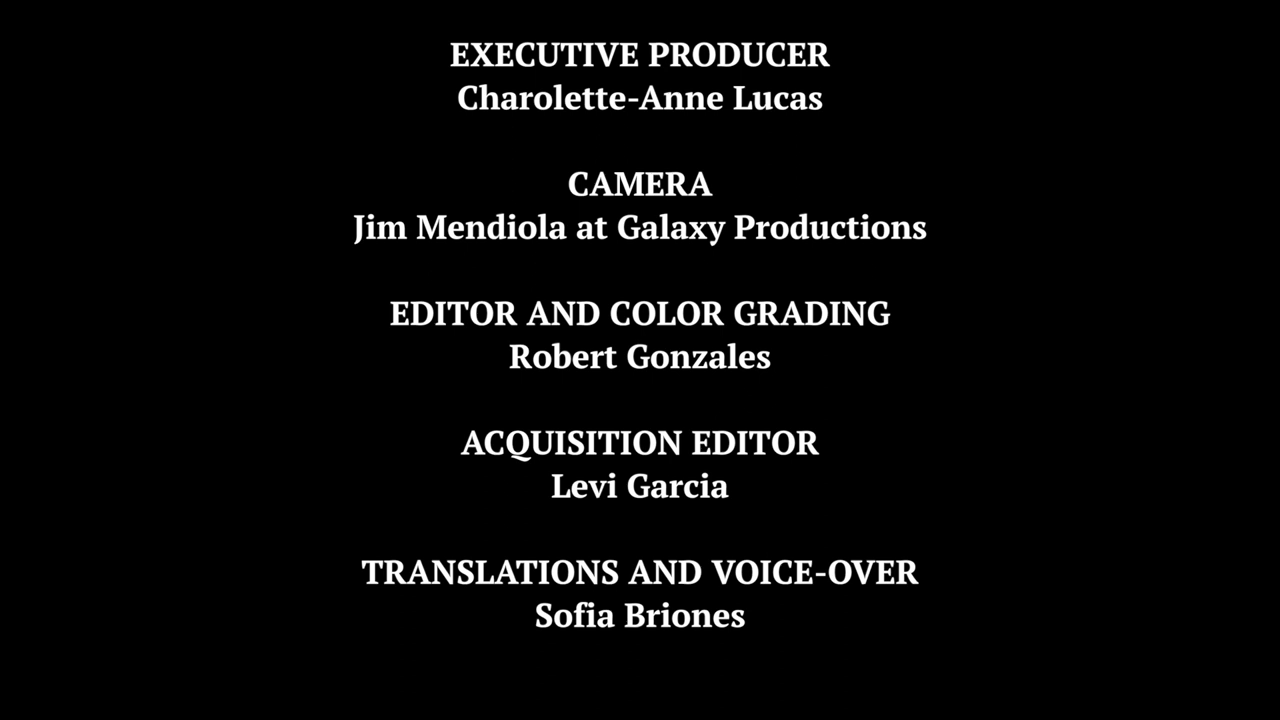 EXECUTIVE PRODUCER
Charolette-Anne Lucas
CAMERA
Jim Mendiola at Galaxy Productions
EDITOR AND COLOR GRADING
Robert Gonzales
ACQUISITION EDITOR
Levi Garcia
TRANSLATIONS AND VOICE-OVER
Sofia Briones